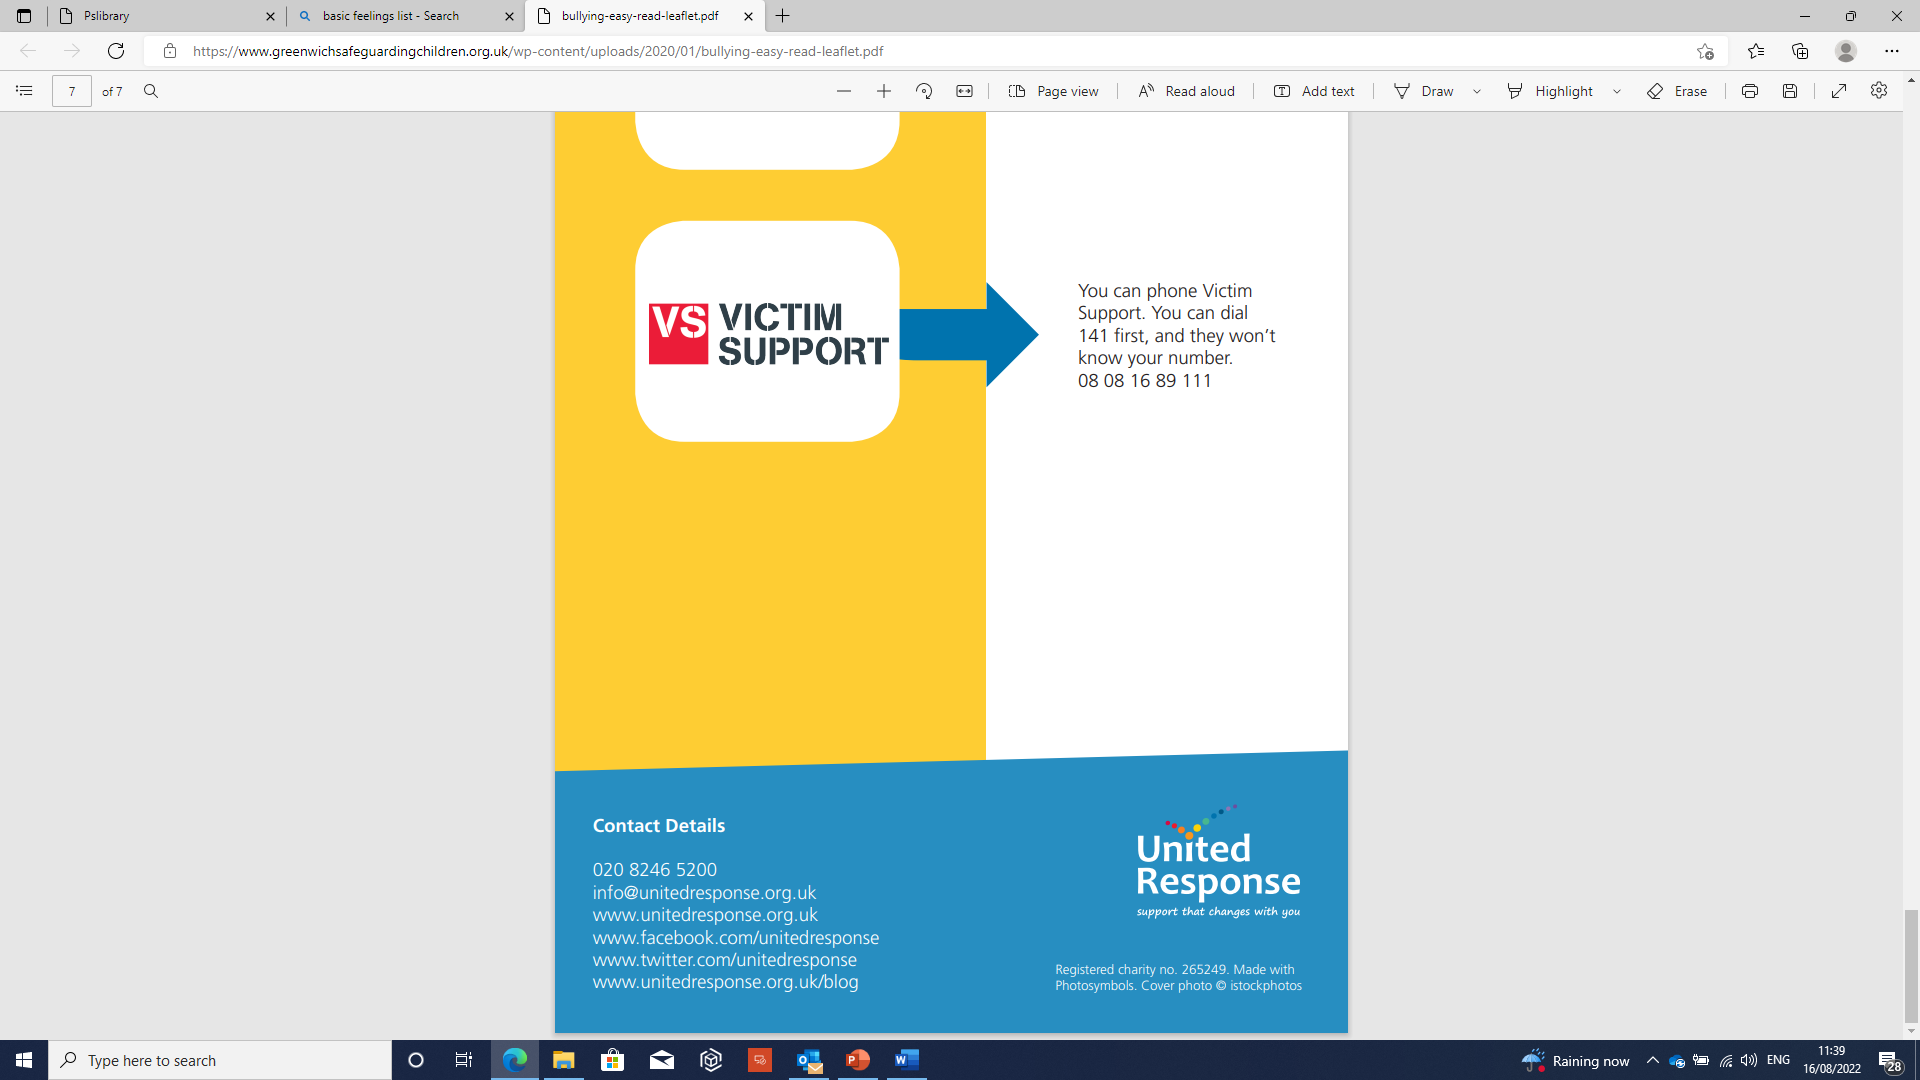 Pslibrary
basic feelings list - Search
bullying-easy-read-leaflet.pdf
https://www.greenwichsafeguardingchildren.org.uk/wp-content/uploads/2020/01/bullying-easy-read-leaflet.pdf
7 of 7
Page view
Read aloud
Add text
Draw
Highlight
Erase
VS VICTIM
SUPPORT
You can phone Victim
Support. You can dial
141 first, and they won’t
know your number.
08 08 16 89 111
Contact Details
020 8246 5200
info@unitedresponse.org.uk
www.unitedresponse.org.uk
www.facebook.com/unitedresponse
www.twitter.com/unitedresponse
www.unitedresponse.org.uk/blog
United
Response
support that changes with you
Registered charity no. 265249. Made with
Photosymbols. Cover photo © istockphotos
Type here to search
Raining now
ENG
11:39
16/08/2022
28